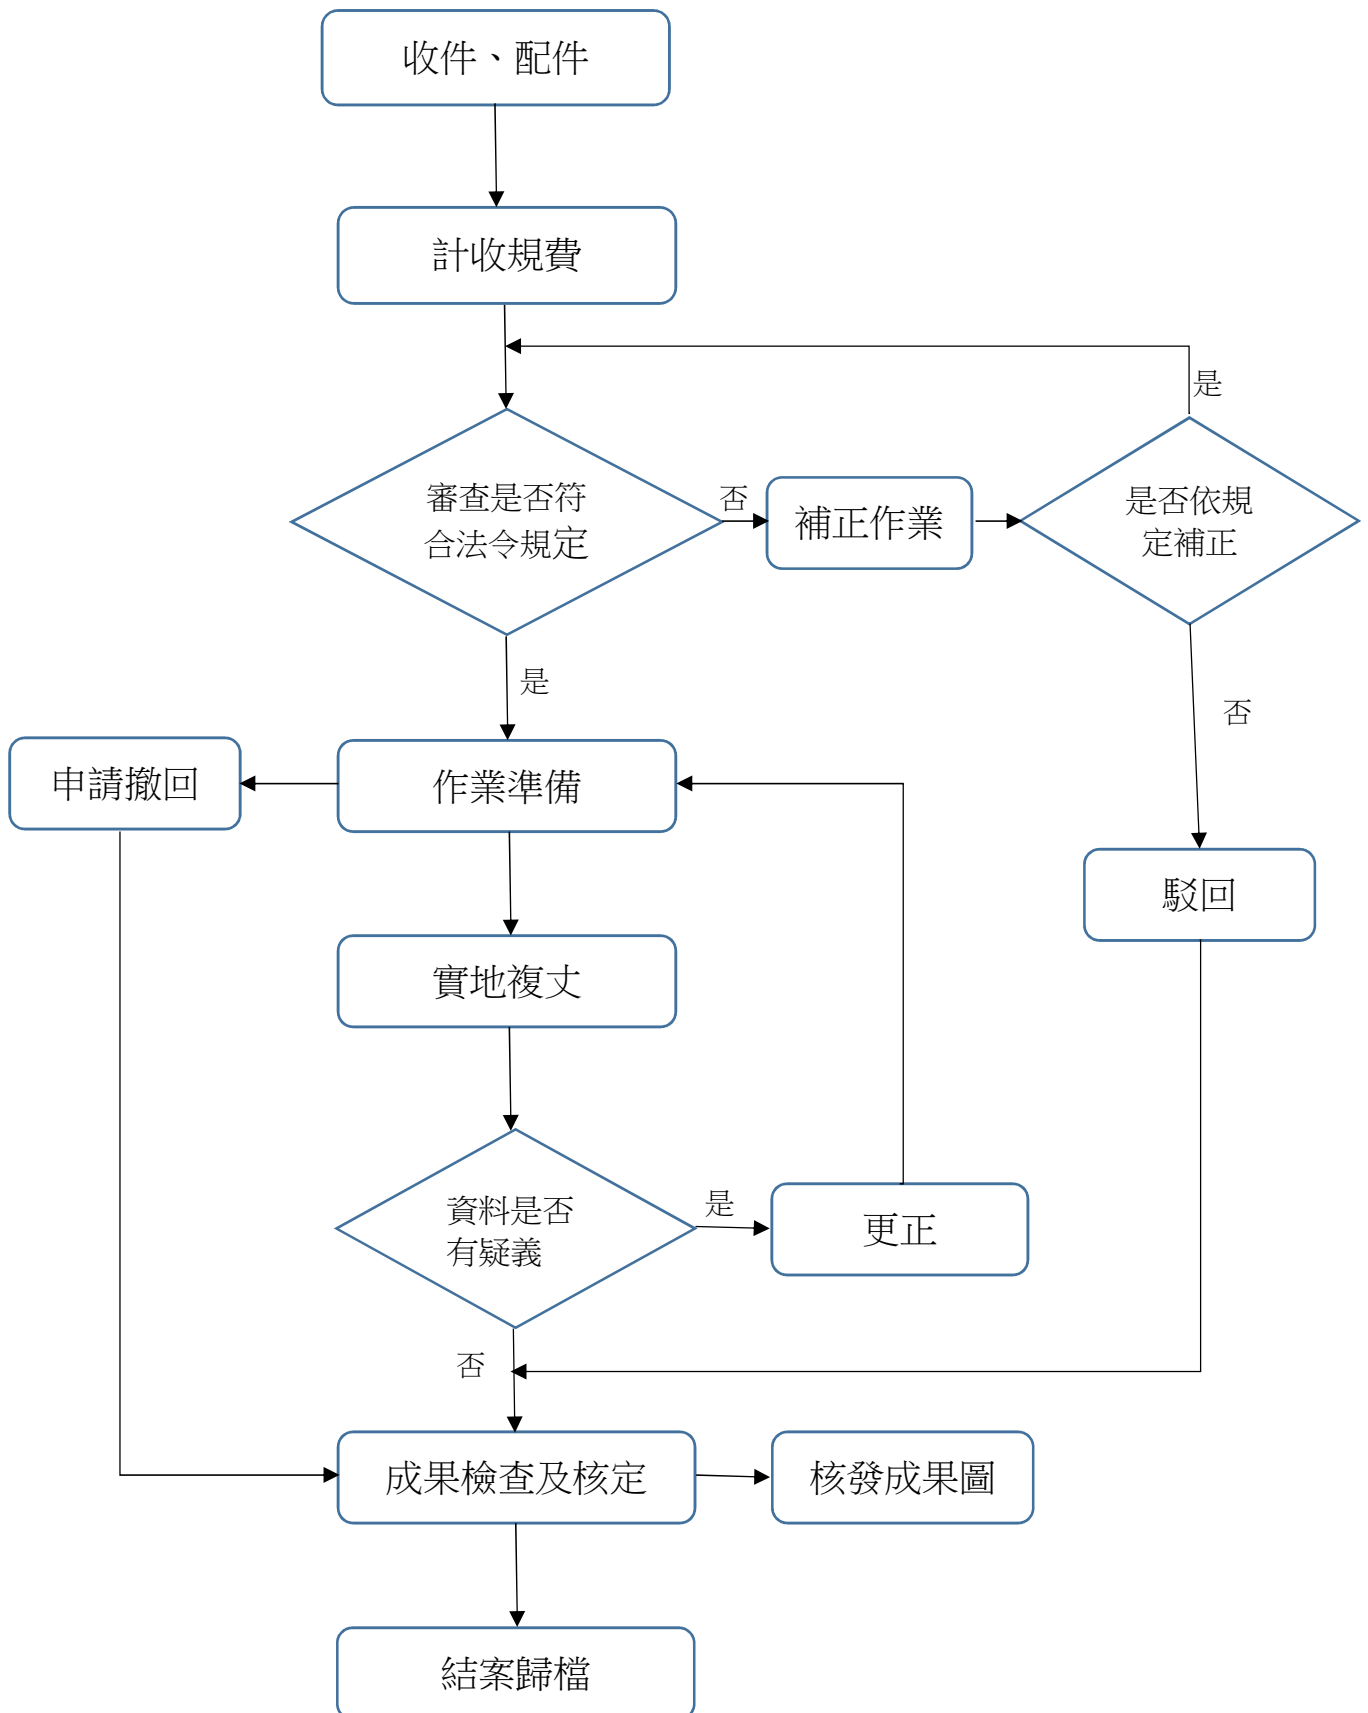 收件、配件
計收規費
是
審查是否符
合法令規定
否
補正作業
是否依規
定補正
是
否
申請撤回
作業準備
駁回
實地複丈
資料是否
有疑義
是
更正
否
成果檢查及核定
核發成果圖
結案歸檔